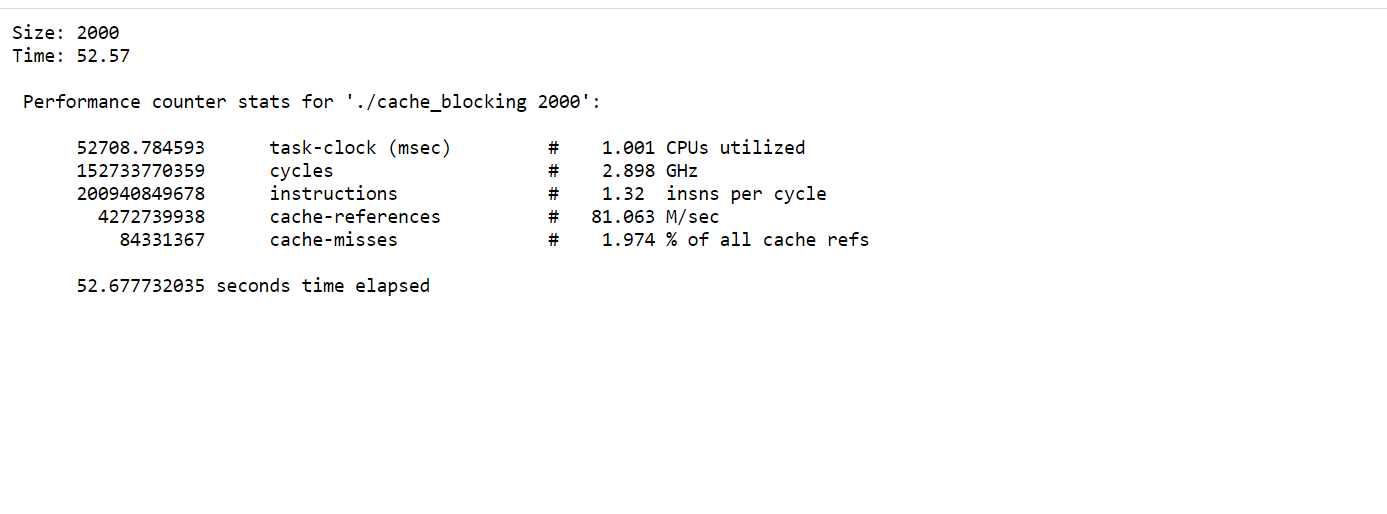 Size: 2000
Time: 52.57
Performance counter stats for './cache_blocking 2000':
52708.784593 task-clock (msec) # 1.001 CPUs utilized
152733770359 cycles # 2.898 GHz
200940849678 instructions # 1.32 insns per cycle
4272739938 cache-references # 81.063 M/sec
84331367 cache-misses # 1.974 % of all cache refs
52.677732035 seconds time elapsed